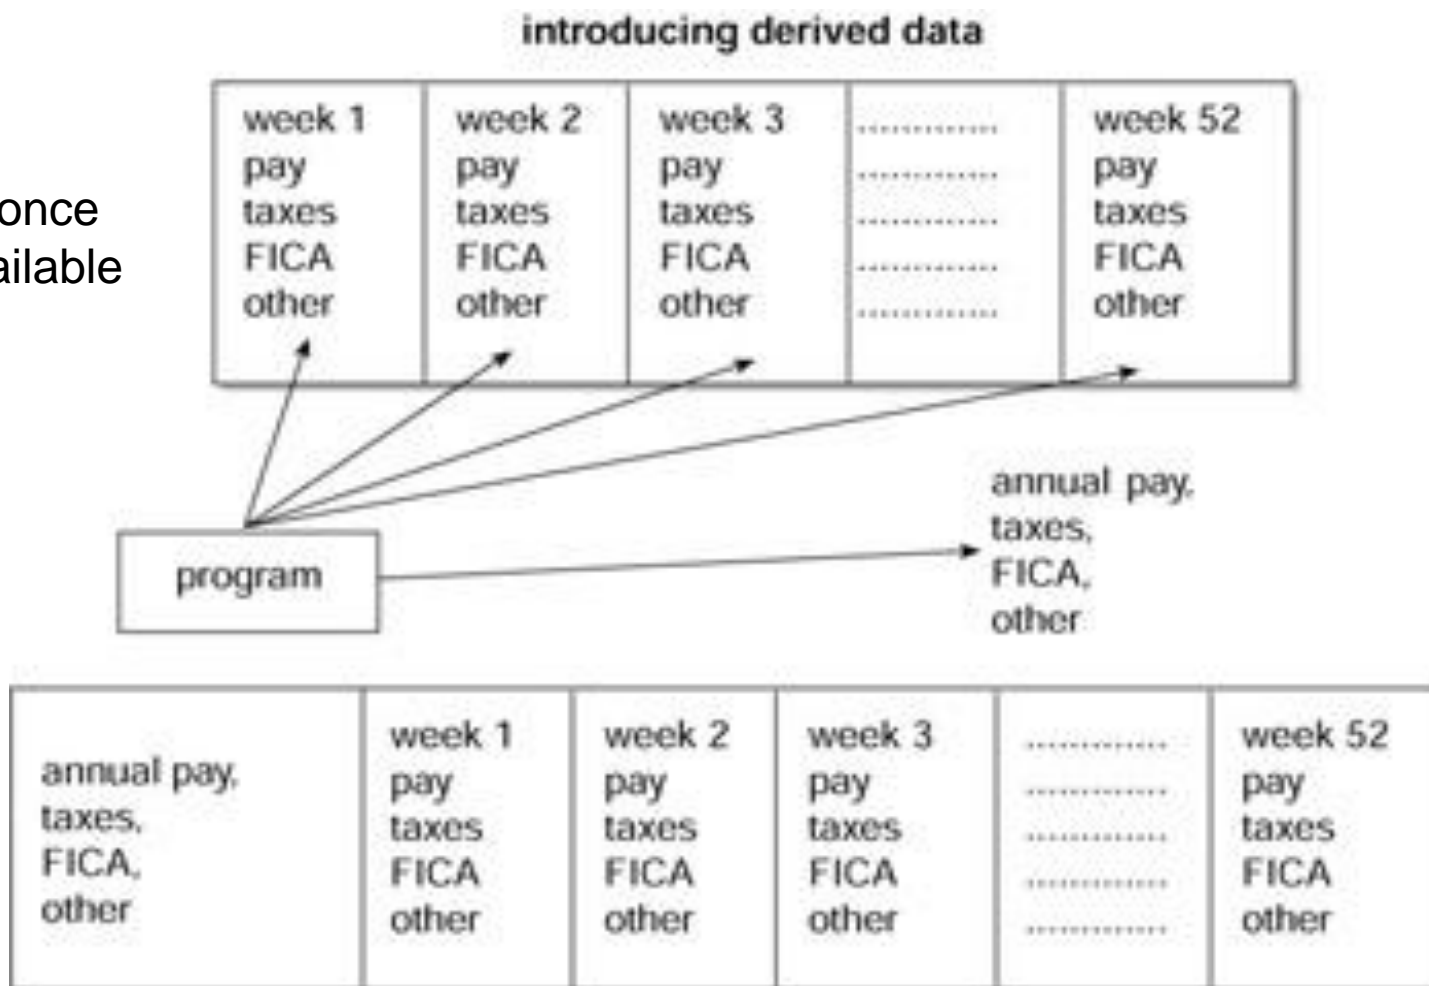 introducing derived data
once
ailable
week 1 week 2 week 3 ............. week 52
pay pay pay ............. pay
taxes taxes taxes ............. taxes
FICA FICA FICA ............. FICA
other other other ............. other
program
annual pay,
taxes,
FICA,
other
annual pay,
taxes,
FICA,
other
week 1 week 2 week 3 ............. week 52
pay pay pay ............. pay
taxes taxes taxes ............. taxes
FICA FICA FICA ............. FICA
other other other ............. other